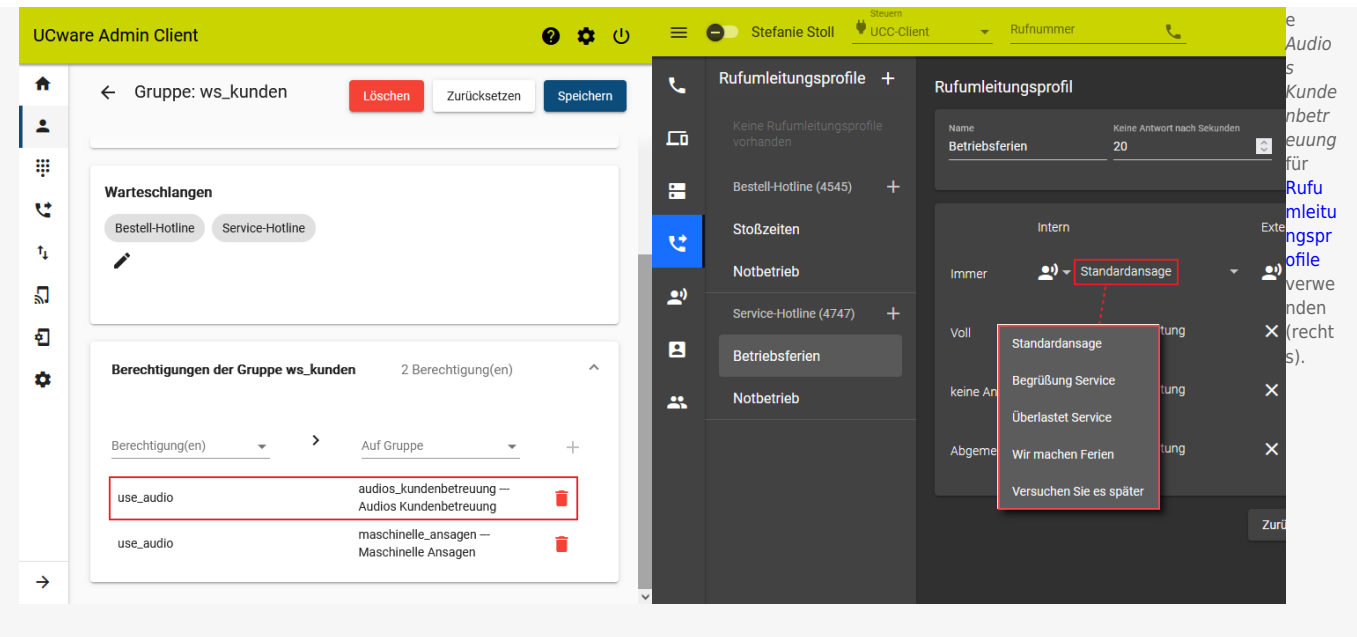 UCware Admin Client
Gruppe: ws_kunden
Löschen
Zurücksetzen
Speichern
Warteschlangen
Bestell-Hotline
Service-Hotline
Berechtigungen der Gruppe ws_kunden
2 Berechtigung(en)
Berechtigung(en)
Auf Gruppe
use_audio
audios_kundenbetreuung —
Audios Kundenbetreuung
use_audio
maschinelle_ansagen —
Maschinelle Ansagen
Stefanie Stoll
Steuern
UCC-Client
Rufnummer
Rufumleitungsprofile
Keine Rufumleitungsprofile
vorhanden
Bestell-Hotline (4545)
Stoßzeiten
Notbetrieb
Service-Hotline (4747)
Betriebsferien
Notbetrieb
Rufumleitungsprofil
Name
Betriebsferien
Keine Antwort nach Sekunden
20
Intern
Exte
Immer
Standardansage
Voll
tung
keine An
tung
Abgeme
tung
Standardansage
Begrüßung Service
Überlastet Service
Wir machen Ferien
Versuchen Sie es später
Zurü
e
Audio
s
Kunde
nbetr
euung
für
Rufu
mleitu
ngspr
ofile
verwe
nden
(recht
s).